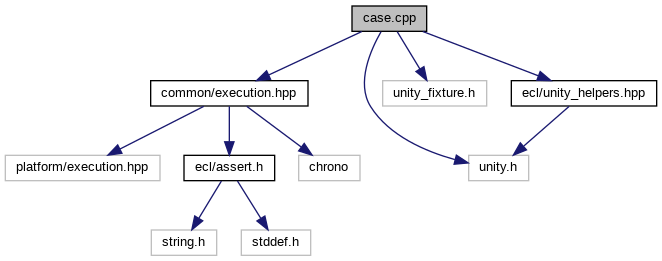 case.cpp
common/execution.hpp
unity_fixture.h
ecl/unity_helpers.hpp
platform/execution.hpp
ecl/assert.h
chrono
unity.h
string.h
stddef.h